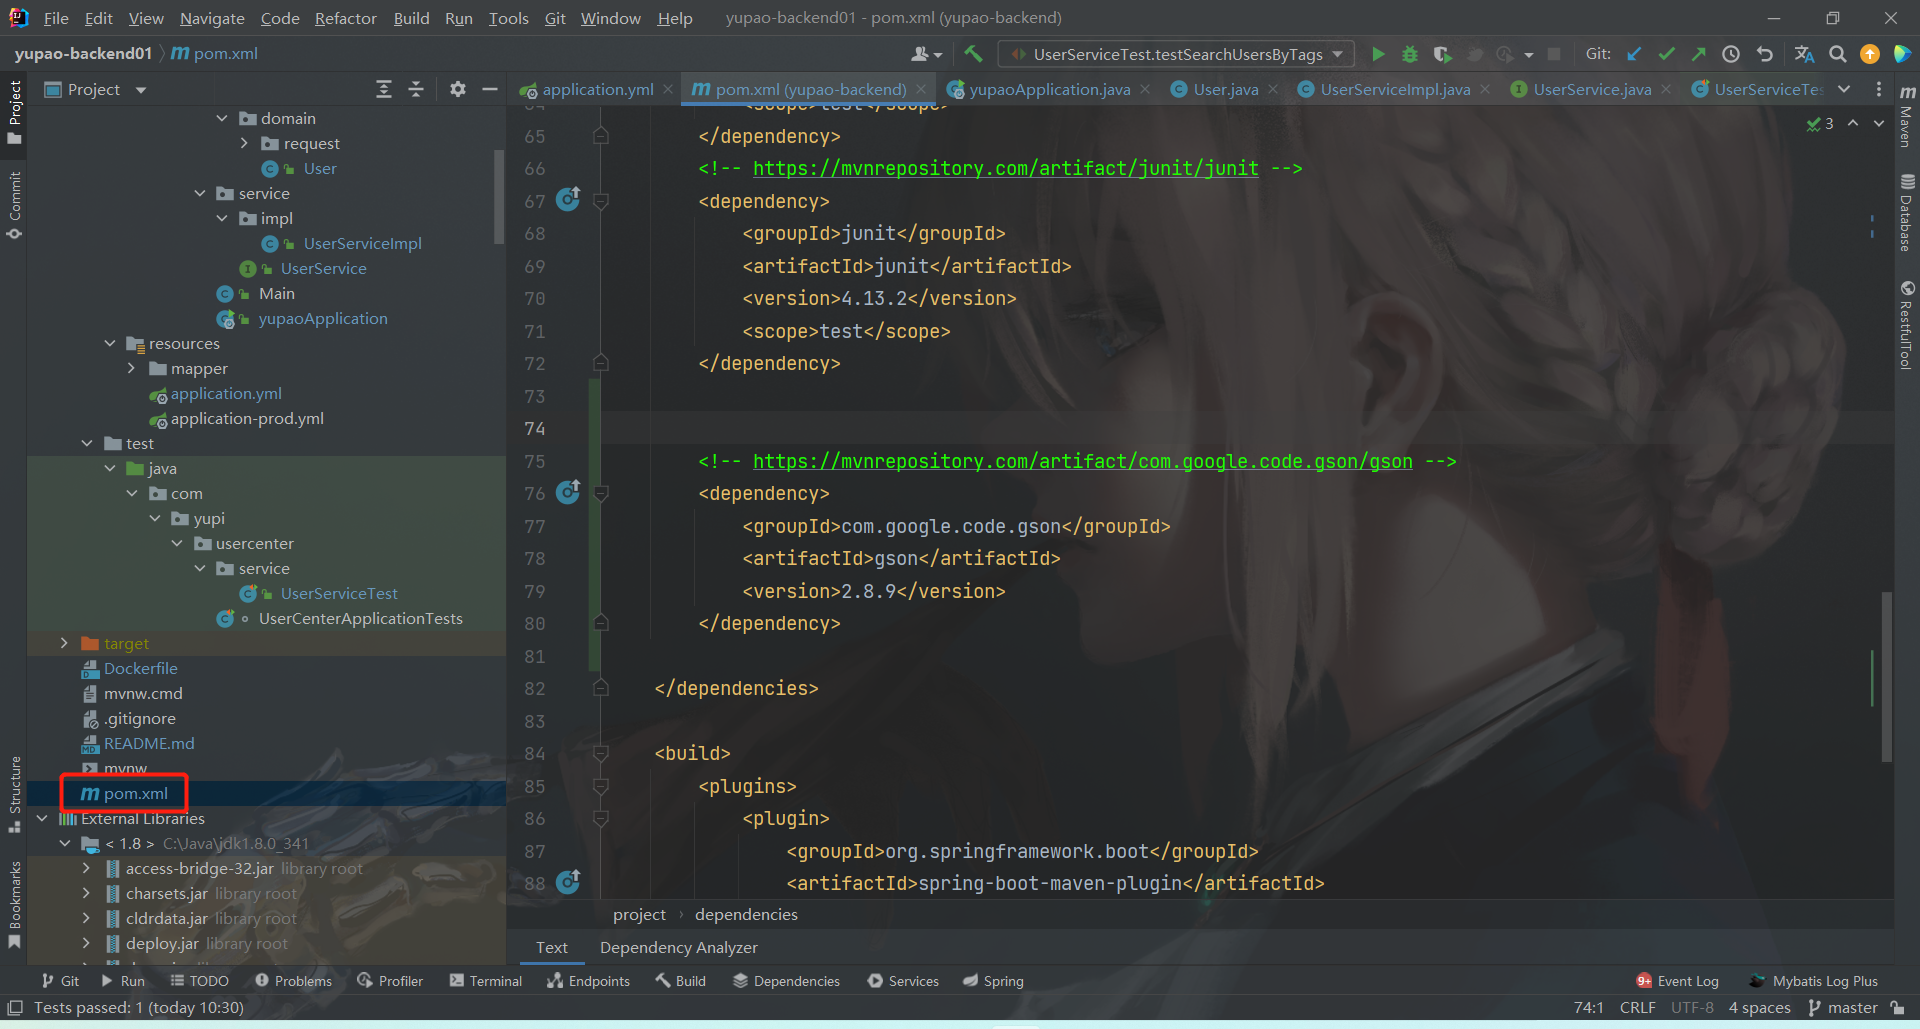 File Edit View Navigate Code Refactor Build Run Tools Git Window Help yupao-backend01 - pom.xml (yupao-backend)
yupao-backend01 pom.xml UserServiceTest.testSearchUsersByTags Git:
Project
application.yml pom.xml (yupao-backend) yupaoApplication.java User.java UserServiceImpl.java UserService.java UserServiceTes
Project
Commit
Structure
Bookmarks
domain
request
User
service
impl
UserServiceImpl
UserService
Main
yupaoApplication
resources
mapper
application.yml
application-prod.yml
test
java
com
yupi
usercenter
service
UserServiceTest
UserCenterApplicationTests
target
Dockerfile
mvnw.cmd
.gitignore
README.md
mvnw
pom.xml
External Libraries
< 1.8 > C:\Java\jdk1.8.0_341
access-bridge-32.jar library root
charsets.jar library root
cldrdata.jar library root
deploy.jar library root
64 <scope>test</scope>
65 </dependency>
66 <!-- https://mvnrepository.com/artifact/junit/junit -->
67 <dependency>
68 <groupId>junit</groupId>
69 <artifactId>junit</artifactId>
70 <version>4.13.2</version>
71 <scope>test</scope>
72 </dependency>
73
74
75 <!-- https://mvnrepository.com/artifact/com.google.code.gson/gson -->
76 <dependency>
77 <groupId>com.google.code.gson</groupId>
78 <artifactId>gson</artifactId>
79 <version>2.8.9</version>
80 </dependency>
81
82 </dependencies>
83
84 <build>
85 <plugins>
86 <plugin>
87 <groupId>org.springframework.boot</groupId>
88 <artifactId>spring-boot-maven-plugin</artifactId>
3
Maven
Database
RestfulTool
project dependencies
Text Dependency Analyzer
Git Run TODO Problems Profiler Terminal Endpoints Build Dependencies Services Spring 9+ Event Log Mybatis Log Plus
Tests passed: 1 (today 10:30) 74:1 CRLF UTF-8 4 spaces master